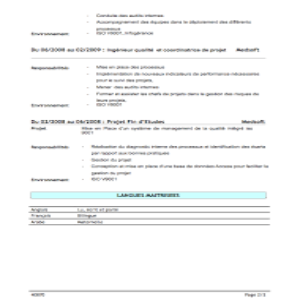 - Conduite des audits internes
- Accompagnement des équipes dans le déploiement des différents
processus
Environnement: - ISO V9001, infogérance
Du 06/2008 au 02/2009 : Ingénieur qualité et coordinatrice de projet Medsoft
Responsabilités: - Mise en place des processus
- Implémentation de nouveaux indicateurs de performance nécessaires
pour le suivi des projets,
- Mener des audits internes
- Former et assister les chefs de projets dans la gestion des risques de
leurs projets,
Environnement: - ISO V9001
Du 02/2008 au 06/2008 : Projet Fin d'Etudes Medsoft
Projet Mise en Place d'un système de management de la qualité intégré au
9001
Responsabilités: - Réalisation du diagnostic interne des processus et identification des écarts
par rapport aux bonnes pratiques
- Gestion du projet
- Conception et mise en place d'une base de données Access pour faciliter la
gestion du projet
Environnement: - ISO V9001
LANGUES MAITRISEES
Anglais Lu, écrit et parlé
Français Bilingue
Arabe Maternelle
Page 2/3